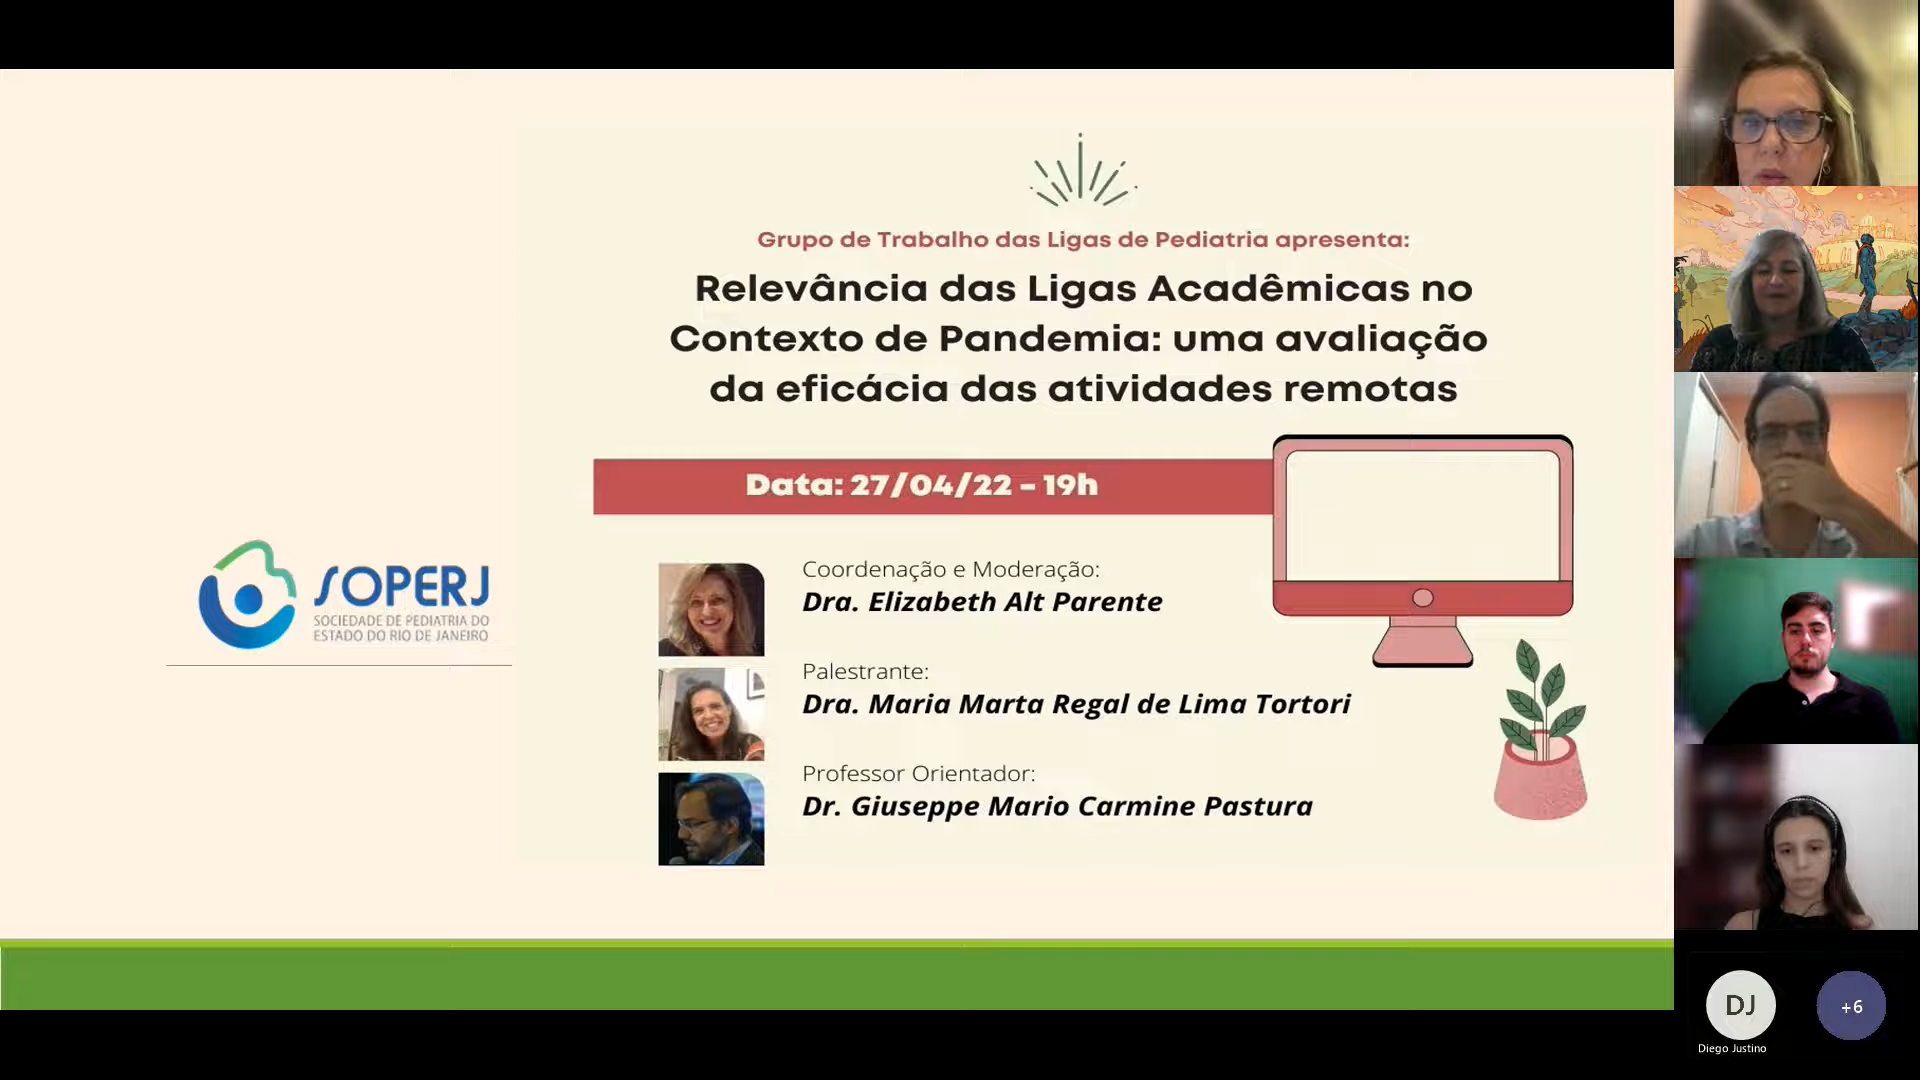 Grupo de Trabalho das Ligas de Pediatria apresenta:
Relevância das Ligas Acadêmicas no
Contexto de Pandemia: uma avaliação
da eficácia das atividades remotas
Data: 27/04/22 – 19h
Coordenação e Moderação:
Dra. Elizabeth Alt Parente
Palestrante:
Dra. Maria Marta Regal de Lima Tortori
Professor Orientador:
Dr. Giuseppe Mario Carmine Pastura
SOPERJ
SOCIEDADE DE PEDIATRIA DO
ESTADO DO RIO DE JANEIRO
DJ
Diego Justino
+6